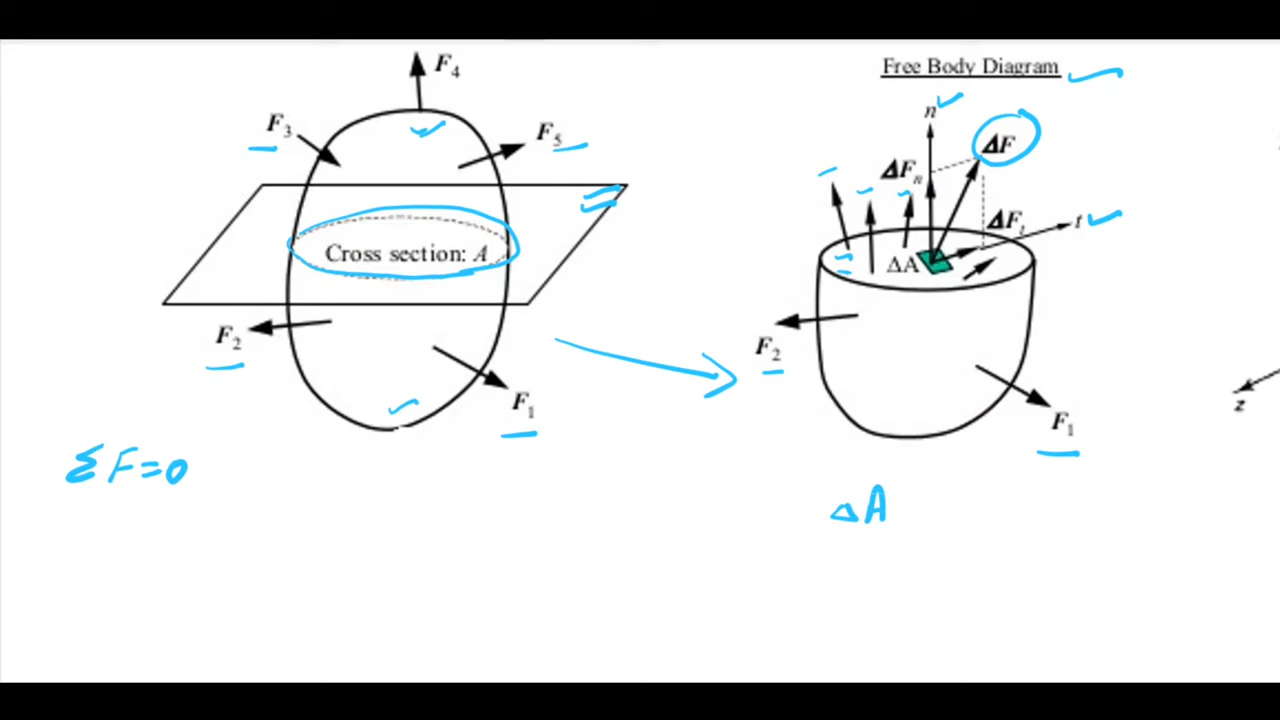 F₄
F₃
F₅
Cross section: A
F₂
F₁
ΣF=0
Free Body Diagram
n
ΔF
ΔFₙ
ΔFₜ
t
ΔA
F₂
F₁
z
ΔA